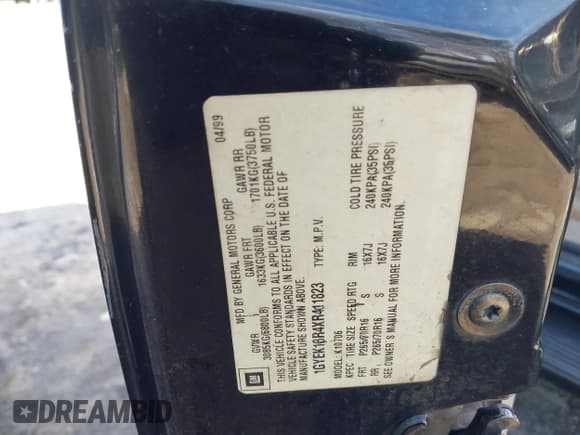 MFD BY GENERAL MOTORS CORP 04/99
GVWR GAWR FRT GAWR RR
3085KG(6800LB) 1633KG(3600LB) 1701KG(3750LB)
THIS VEHICLE CONFORMS TO ALL APPLICABLE U.S. FEDERAL MOTOR
VEHICLE SAFETY STANDARDS IN EFFECT ON THE DATE OF
MANUFACTURE SHOWN ABOVE.
1GYEK16R4XR411823 TYPE: M.P.V.
MODEL: K10706
KFEC TIRE SIZE SPEED RTG RIM COLD TIRE PRESSURE
FRT. P265/70R16 S 16X7J 240KPA(35PSI)
RR. P265/70R16 S 16X7J 240KPA(35PSI)
SEE OWNER'S MANUAL FOR MORE INFORMATION.
GM
DREAMBID